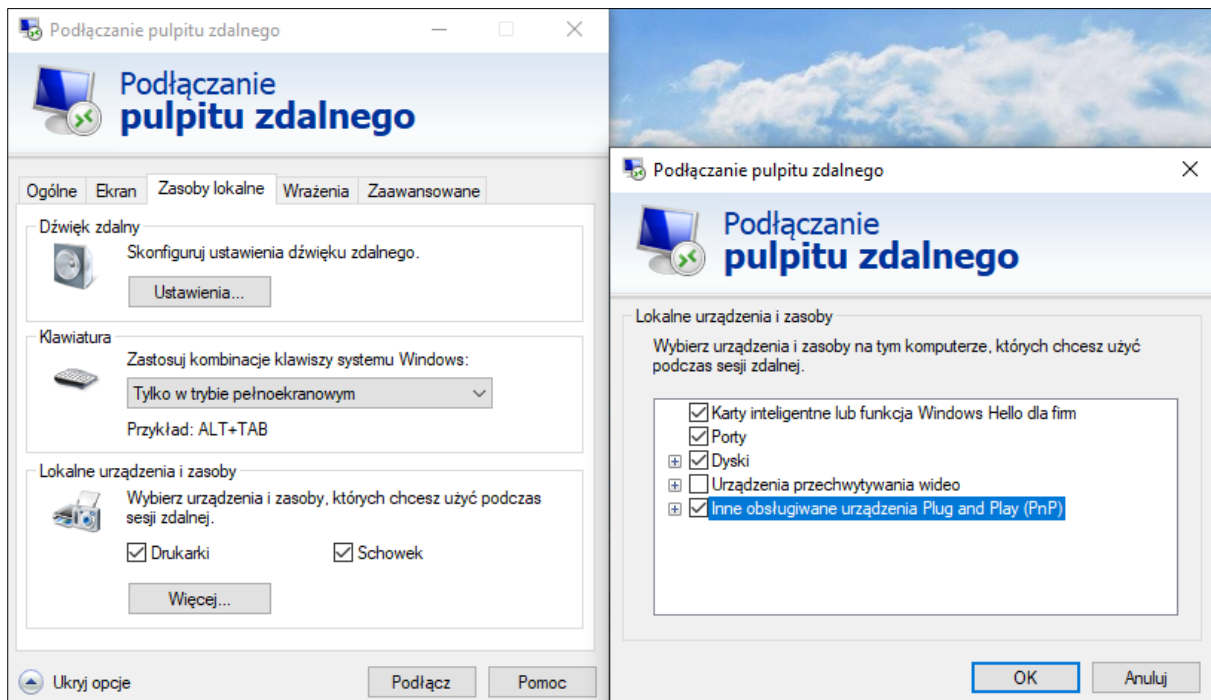 Podłączanie pulpitu zdalnego
Podłączanie
pulpitu zdalnego
Ogólne
Ekran
Zasoby lokalne
Wrażenia
Zaawansowane
Dźwięk zdalny
Skonfiguruj ustawienia dźwięku zdalnego.
Ustawienia...
Klawiatura
Zastosuj kombinacje klawiszy systemu Windows:
Tylko w trybie pełnoekranowym
Przykład: ALT+TAB
Lokalne urządzenia i zasoby
Wybierz urządzenia i zasoby, których chcesz użyć podczas
sesji zdalnej.
Drukarki
Schowek
Więcej...
Ukryj opcje
Podłącz
Pomoc
Podłączanie pulpitu zdalnego
Podłączanie
pulpitu zdalnego
Lokalne urządzenia i zasoby
Wybierz urządzenia i zasoby na tym komputerze, których chcesz użyć
podczas sesji zdalnej.
Karty inteligentne lub funkcja Windows Hello dla firm
Porty
Dyski
Urządzenia przechwytywania wideo
Inne obsługiwane urządzenia Plug and Play (PnP)
OK
Anuluj